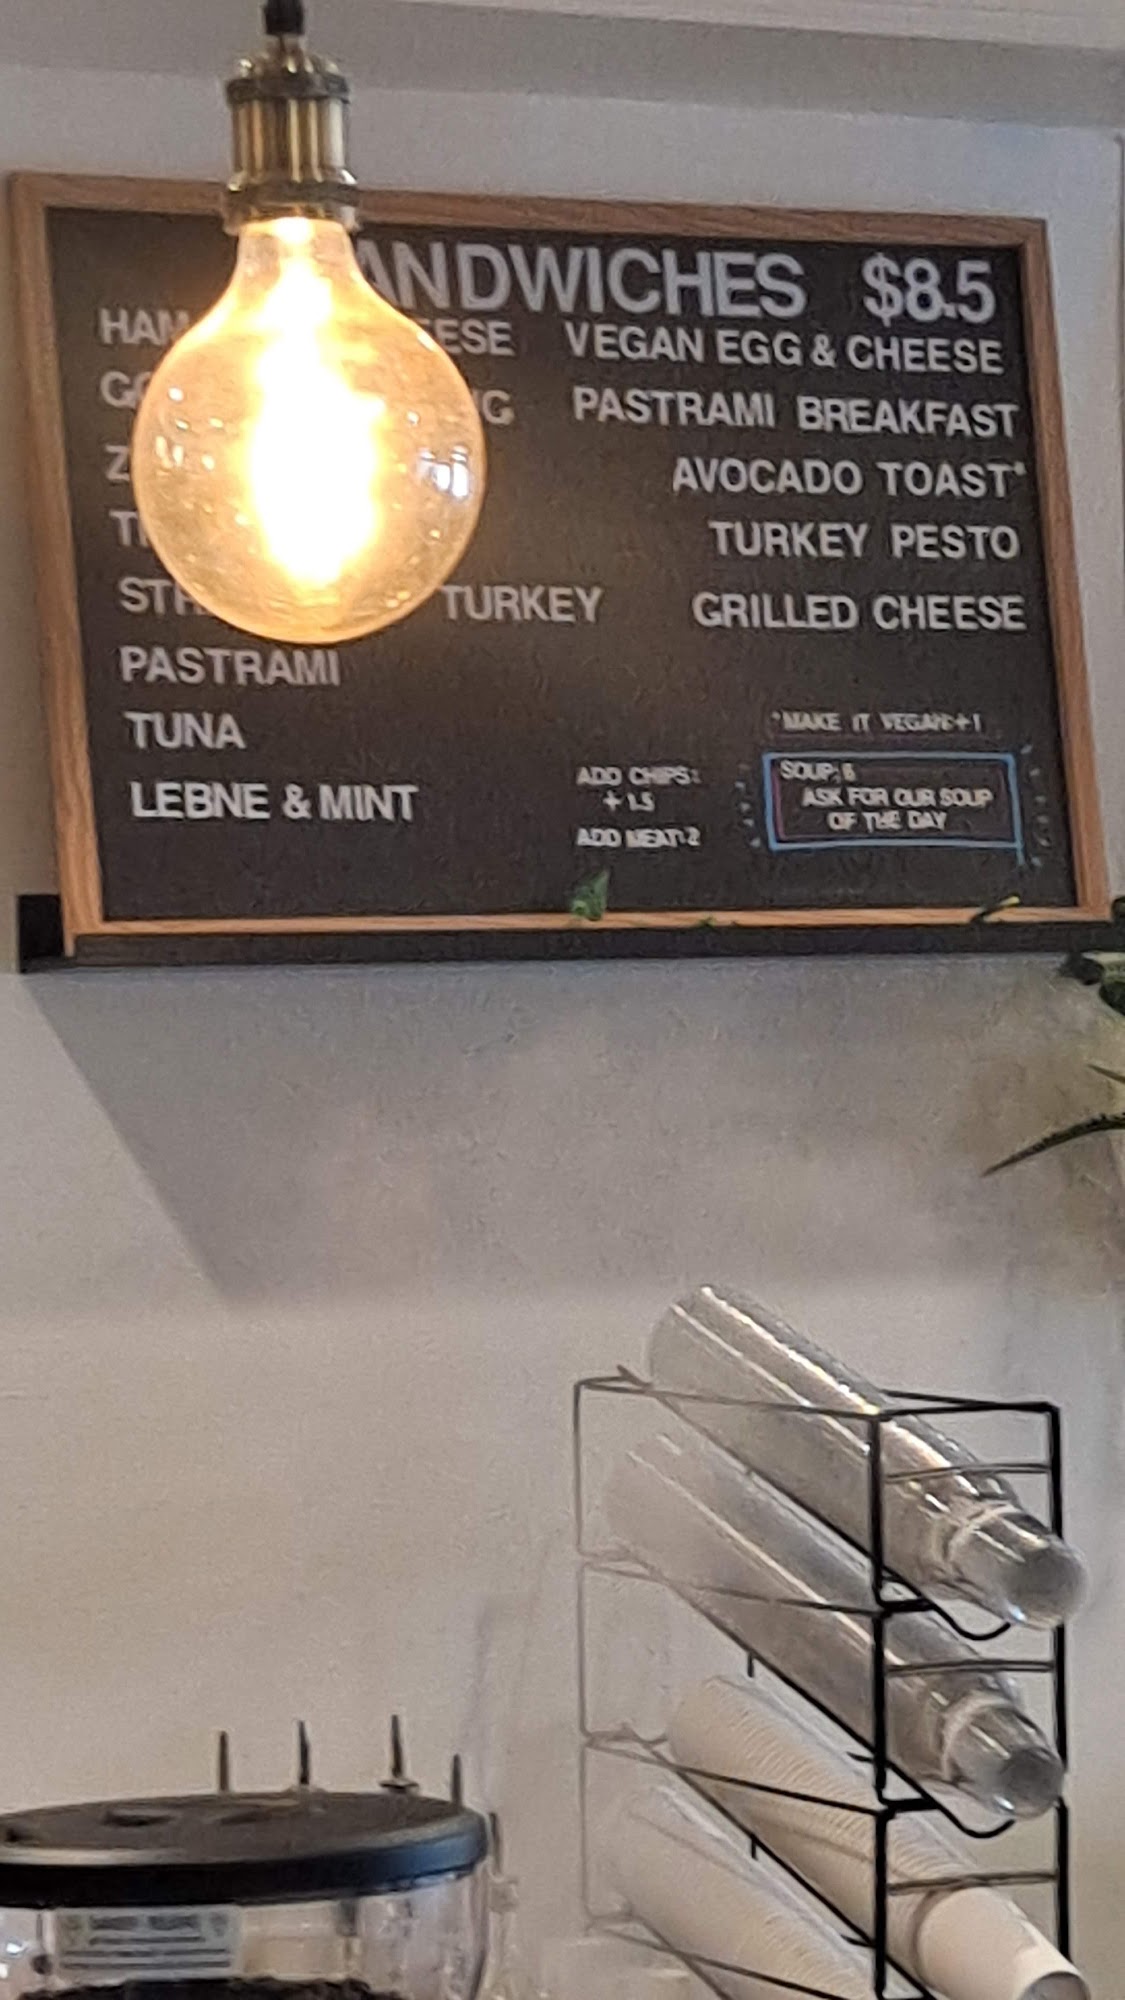 ANDWICHES $8.5
HAM ESE
G G
Z
T
ST TURKEY
PASTRAMI
TUNA
LEBNE & MINT
VEGAN EGG & CHEESE
PASTRAMI BREAKFAST
AVOCADO TOAST*
TURKEY PESTO
GRILLED CHEESE
*MAKE IT VEGAN:+1
ADD CHIPS:
+1.5
ADD MEAT:2
SOUP:6
ASK FOR OUR SOUP
OF THE DAY